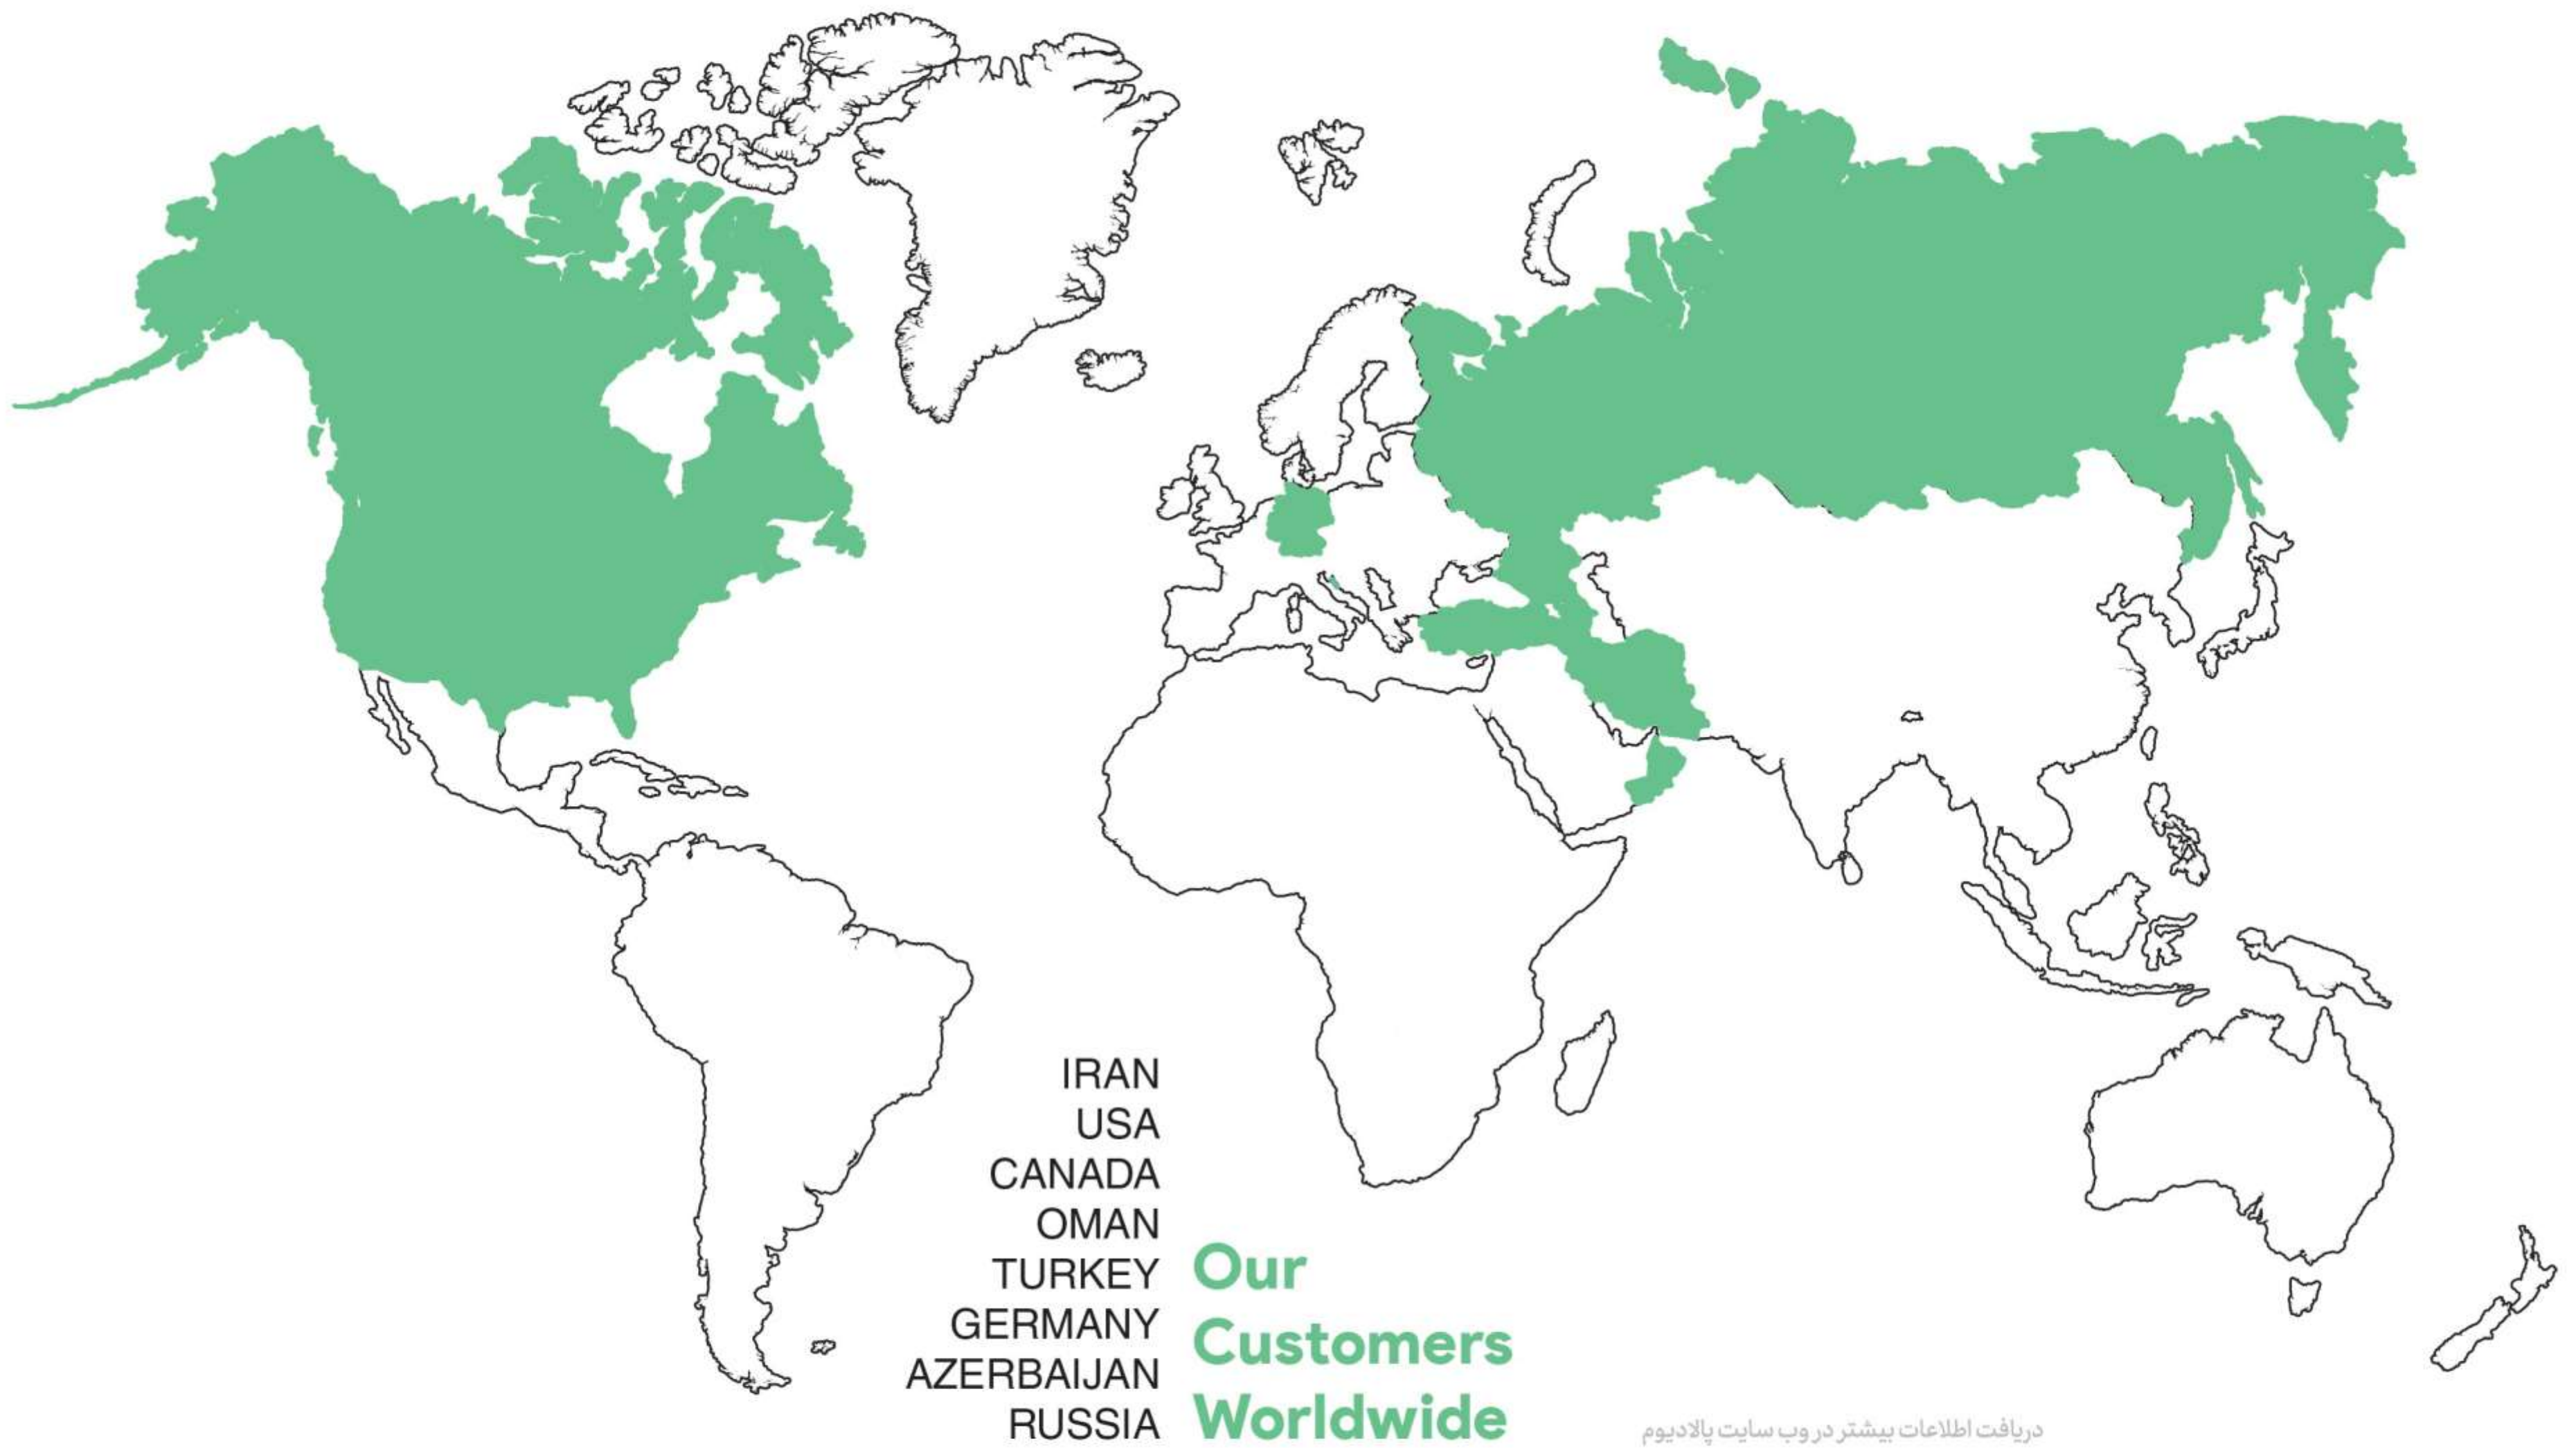 IRAN
USA
CANADA
OMAN
TURKEY
GERMANY
AZERBAIJAN
RUSSIA
Our
Customers
Worldwide
دریافت اطلاعات بیشتر در وب سایت پالادیوم